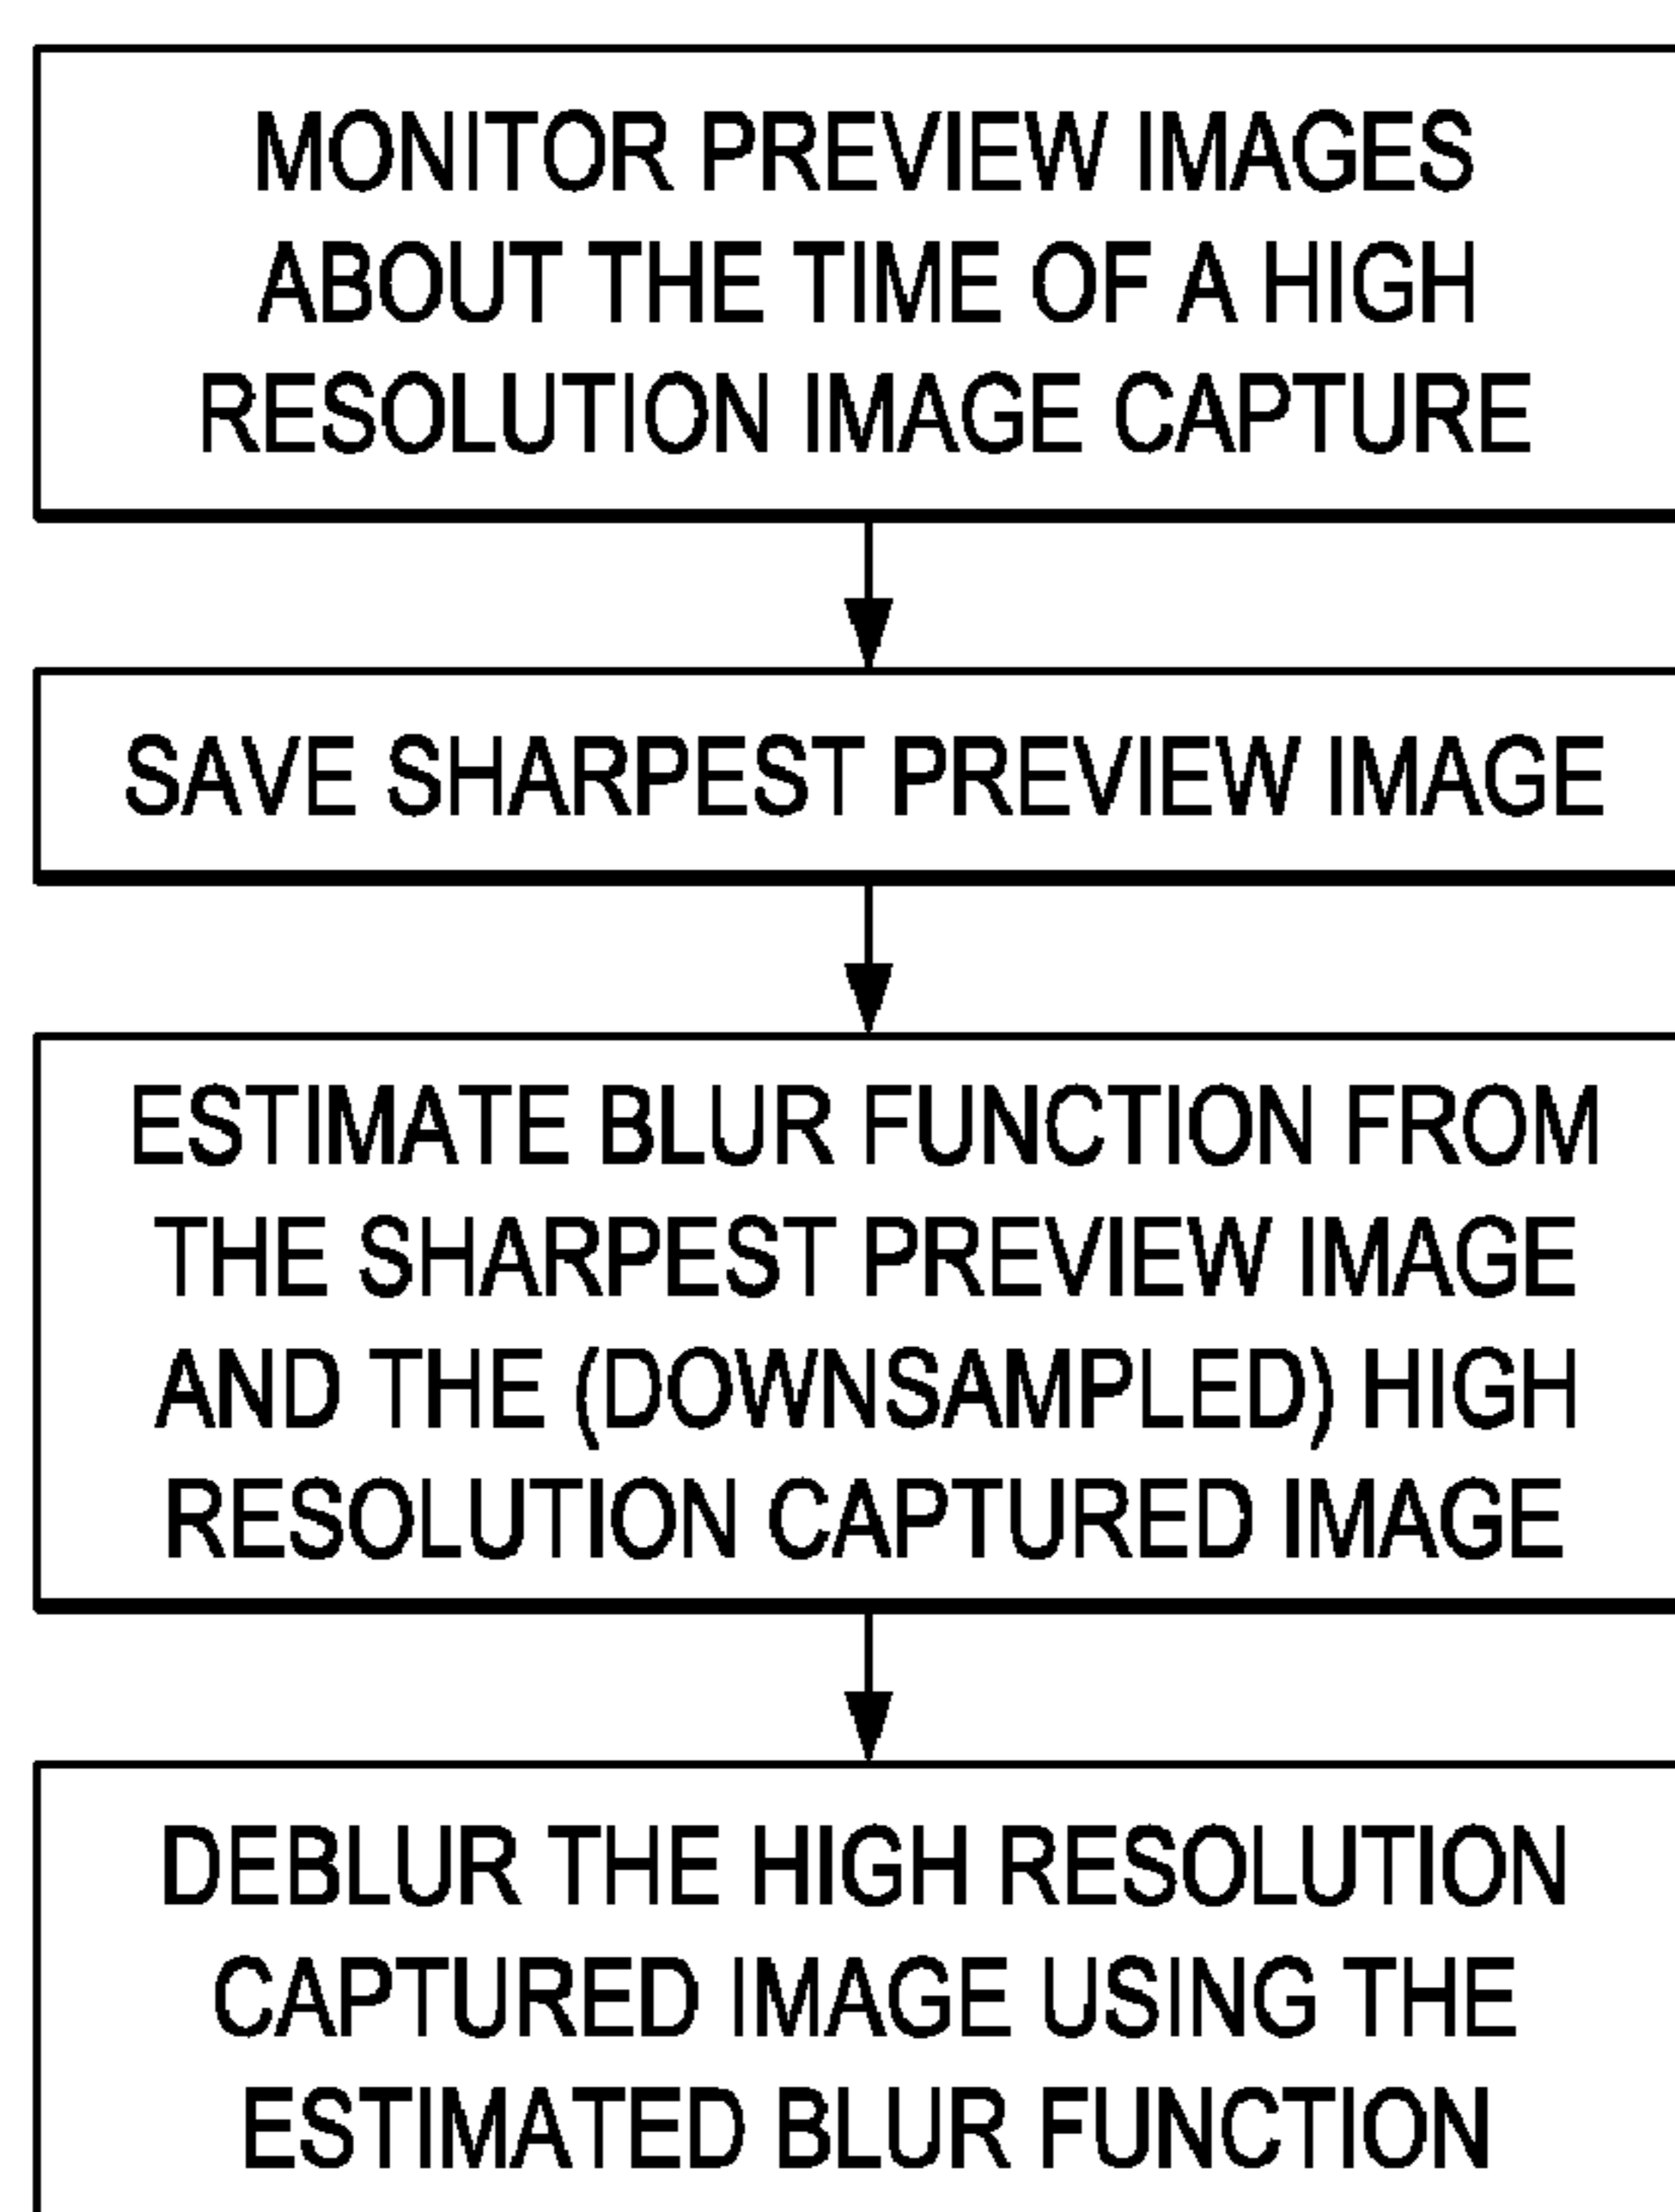 MONITOR PREVIEW IMAGES
ABOUT THE TIME OF A HIGH
RESOLUTION IMAGE CAPTURE
SAVE SHARPEST PREVIEW IMAGE
ESTIMATE BLUR FUNCTION FROM
THE SHARPEST PREVIEW IMAGE
AND THE (DOWNSAMPLED) HIGH
RESOLUTION CAPTURED IMAGE
DEBLUR THE HIGH RESOLUTION
CAPTURED IMAGE USING THE
ESTIMATED BLUR FUNCTION